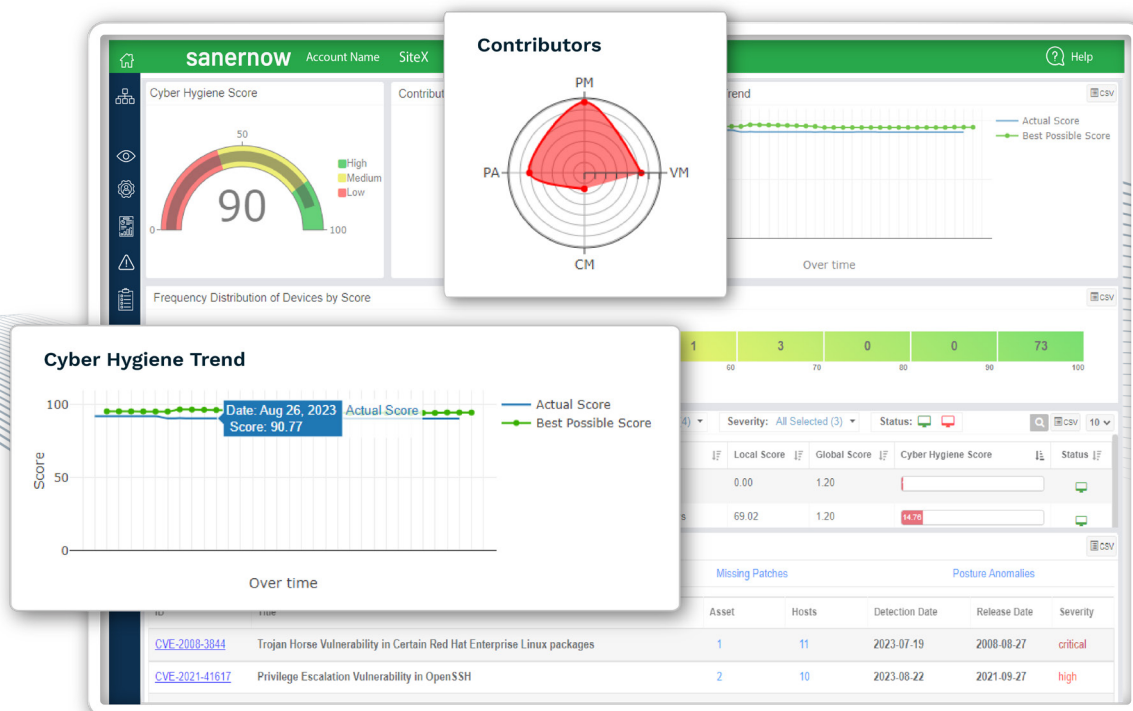 sanernow
Account Name
SiteX
Help
Contributors
PM
PA
VM
CM
Cyber Hygiene Score
50
0
90
100
High
Medium
Low
Contribut
rend
CSV
Actual Score
Best Possible Score
Over time
Frequency Distribution of Devices by Score
CSV
1 3 0 0 73
60 70 80 90 100
Cyber Hygiene Trend
100
50
0
Score
Date: Aug 26, 2023
Score: 90.77
Actual Score
Actual Score
Best Possible Score
Over time
4) Severity: All Selected (3) Status: CSV 10
Local Score Global Score Cyber Hygiene Score Status
0.00 1.20
s 69.02 1.20 14.76
CSV
Missing Patches Posture Anomalies
ID Title Asset Hosts Detection Date Release Date Severity
CVE-2008-3844 Trojan Horse Vulnerability in Certain Red Hat Enterprise Linux packages 1 11 2023-07-19 2008-08-27 critical
CVE-2021-41617 Privilege Escalation Vulnerability in OpenSSH 2 10 2023-08-22 2021-09-27 high